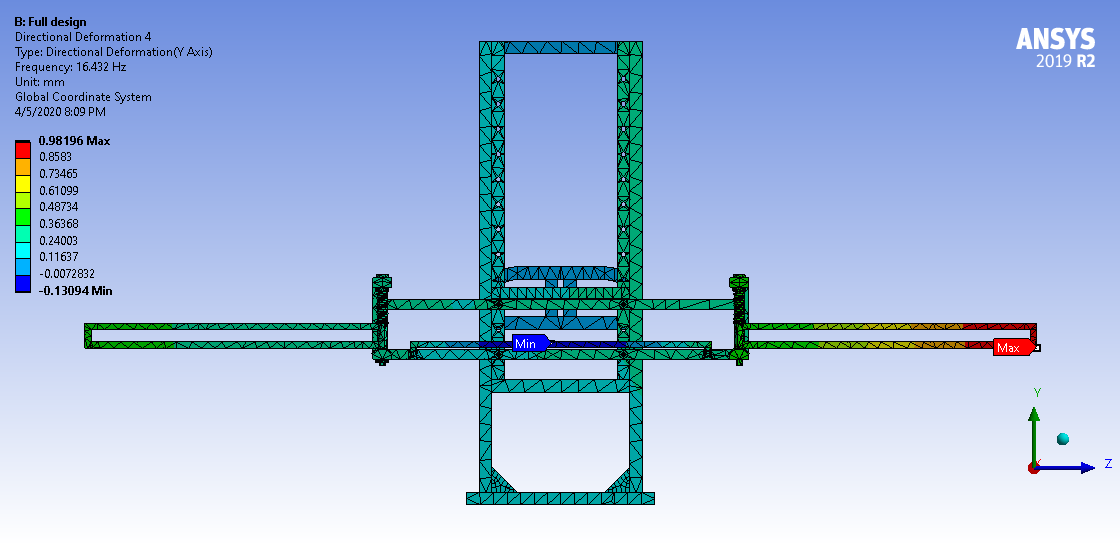 B: Full design
Directional Deformation 4
Type: Directional Deformation(Y Axis)
Frequency: 16.432 Hz
Unit: mm
Global Coordinate System
4/5/2020 8:09 PM
0.98196 Max
0.8583
0.73465
0.61099
0.48734
0.36368
0.24003
0.11637
-0.0072832
-0.13094 Min
ANSYS
2019 R2
Min
Max
Y
X
Z